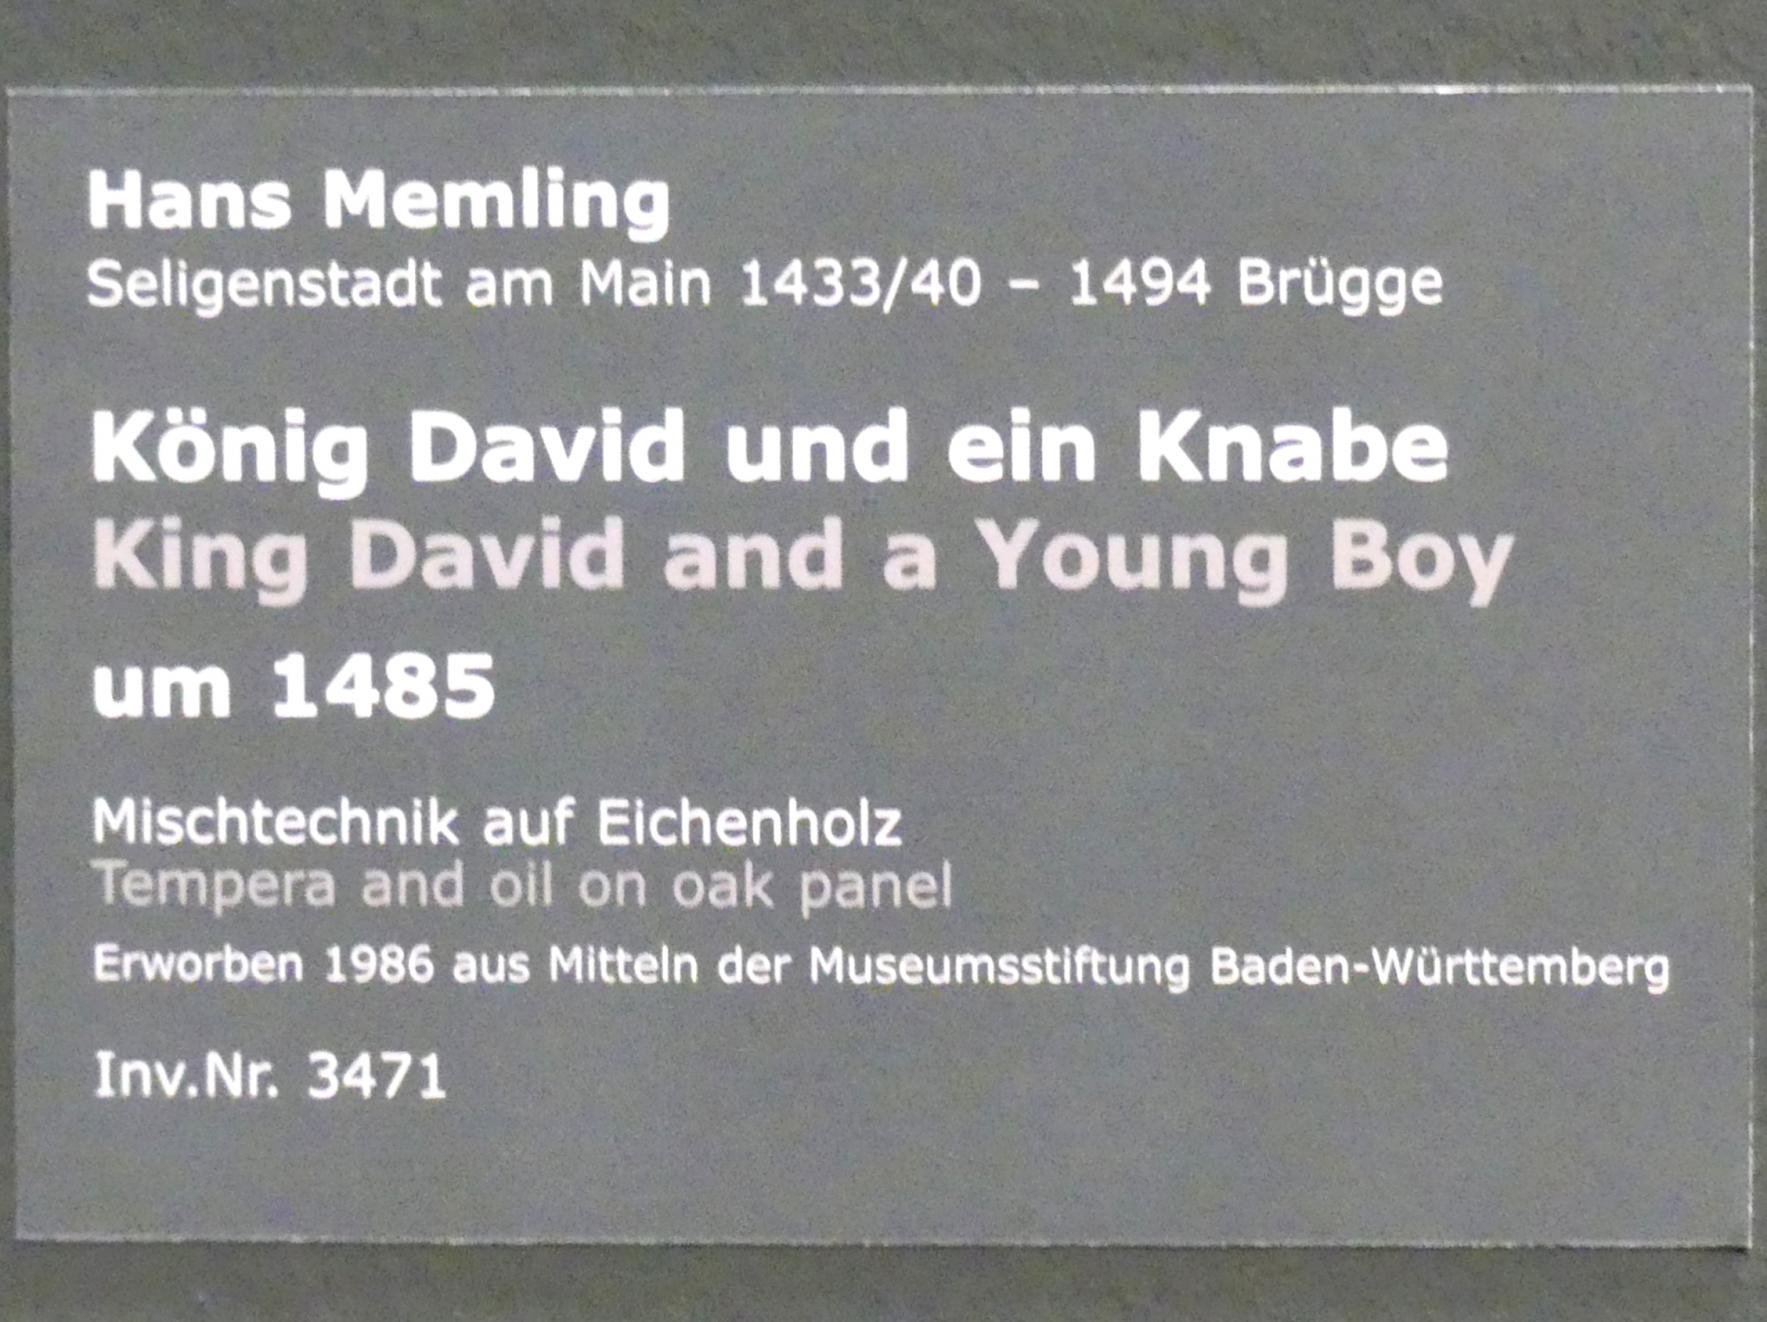 Hans Memling
Seligenstadt am Main 1433/40 – 1494 Brügge
König David und ein Knabe
King David and a Young Boy
um 1485
Mischtechnik auf Eichenholz
Tempera and oil on oak panel
Erworben 1986 aus Mitteln der Museumsstiftung Baden-Württemberg
Inv.Nr. 3471